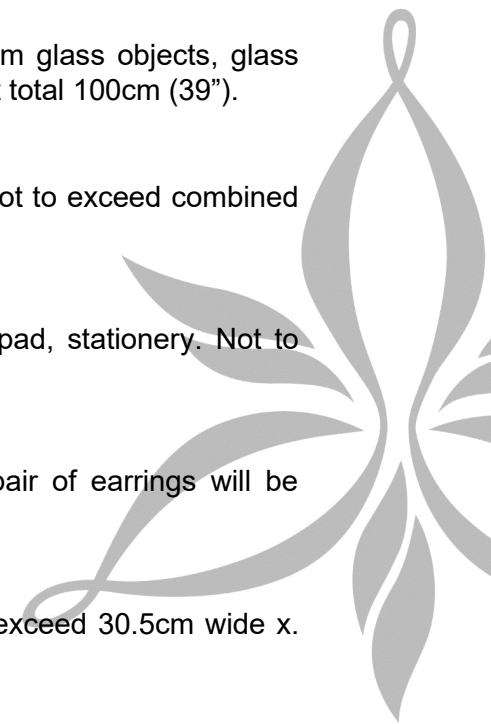 m glass objects, glass
total 100cm (39”).
ot to exceed combined
pad, stationery. Not to
pair of earrings will be
exceed 30.5cm wide x.